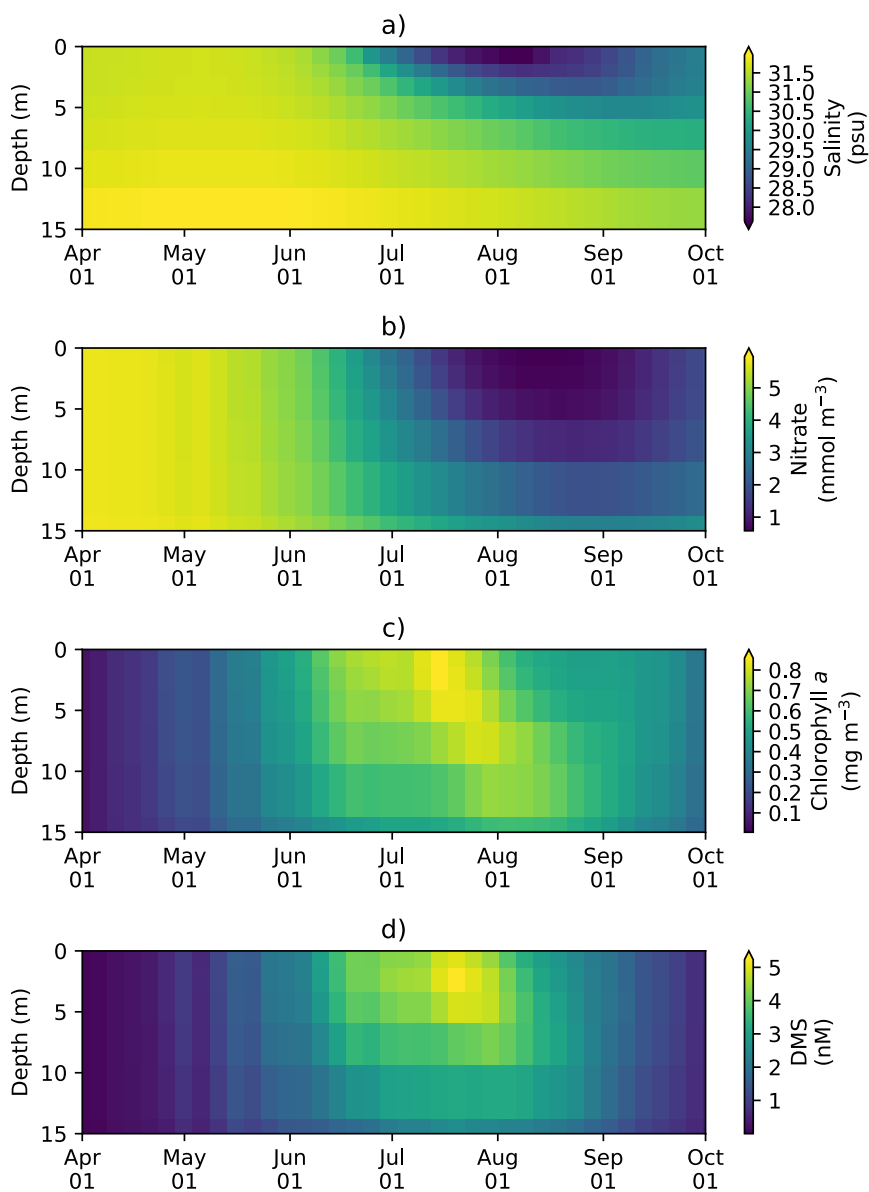 a)
0
5
10
15
Depth (m)
Apr 01
May 01
Jun 01
Jul 01
Aug 01
Sep 01
Oct 01
31.5
31.0
30.5
30.0
29.5
29.0
28.5
28.0
Salinity
(psu)
b)
0
5
10
15
Depth (m)
Apr 01
May 01
Jun 01
Jul 01
Aug 01
Sep 01
Oct 01
5
4
3
2
1
Nitrate
(mmol m⁻³)
c)
0
5
10
15
Depth (m)
Apr 01
May 01
Jun 01
Jul 01
Aug 01
Sep 01
Oct 01
0.8
0.7
0.6
0.5
0.4
0.3
0.2
0.1
Chlorophyll a
(mg m⁻³)
d)
0
5
10
15
Depth (m)
Apr 01
May 01
Jun 01
Jul 01
Aug 01
Sep 01
Oct 01
5
4
3
2
1
DMS
(nM)